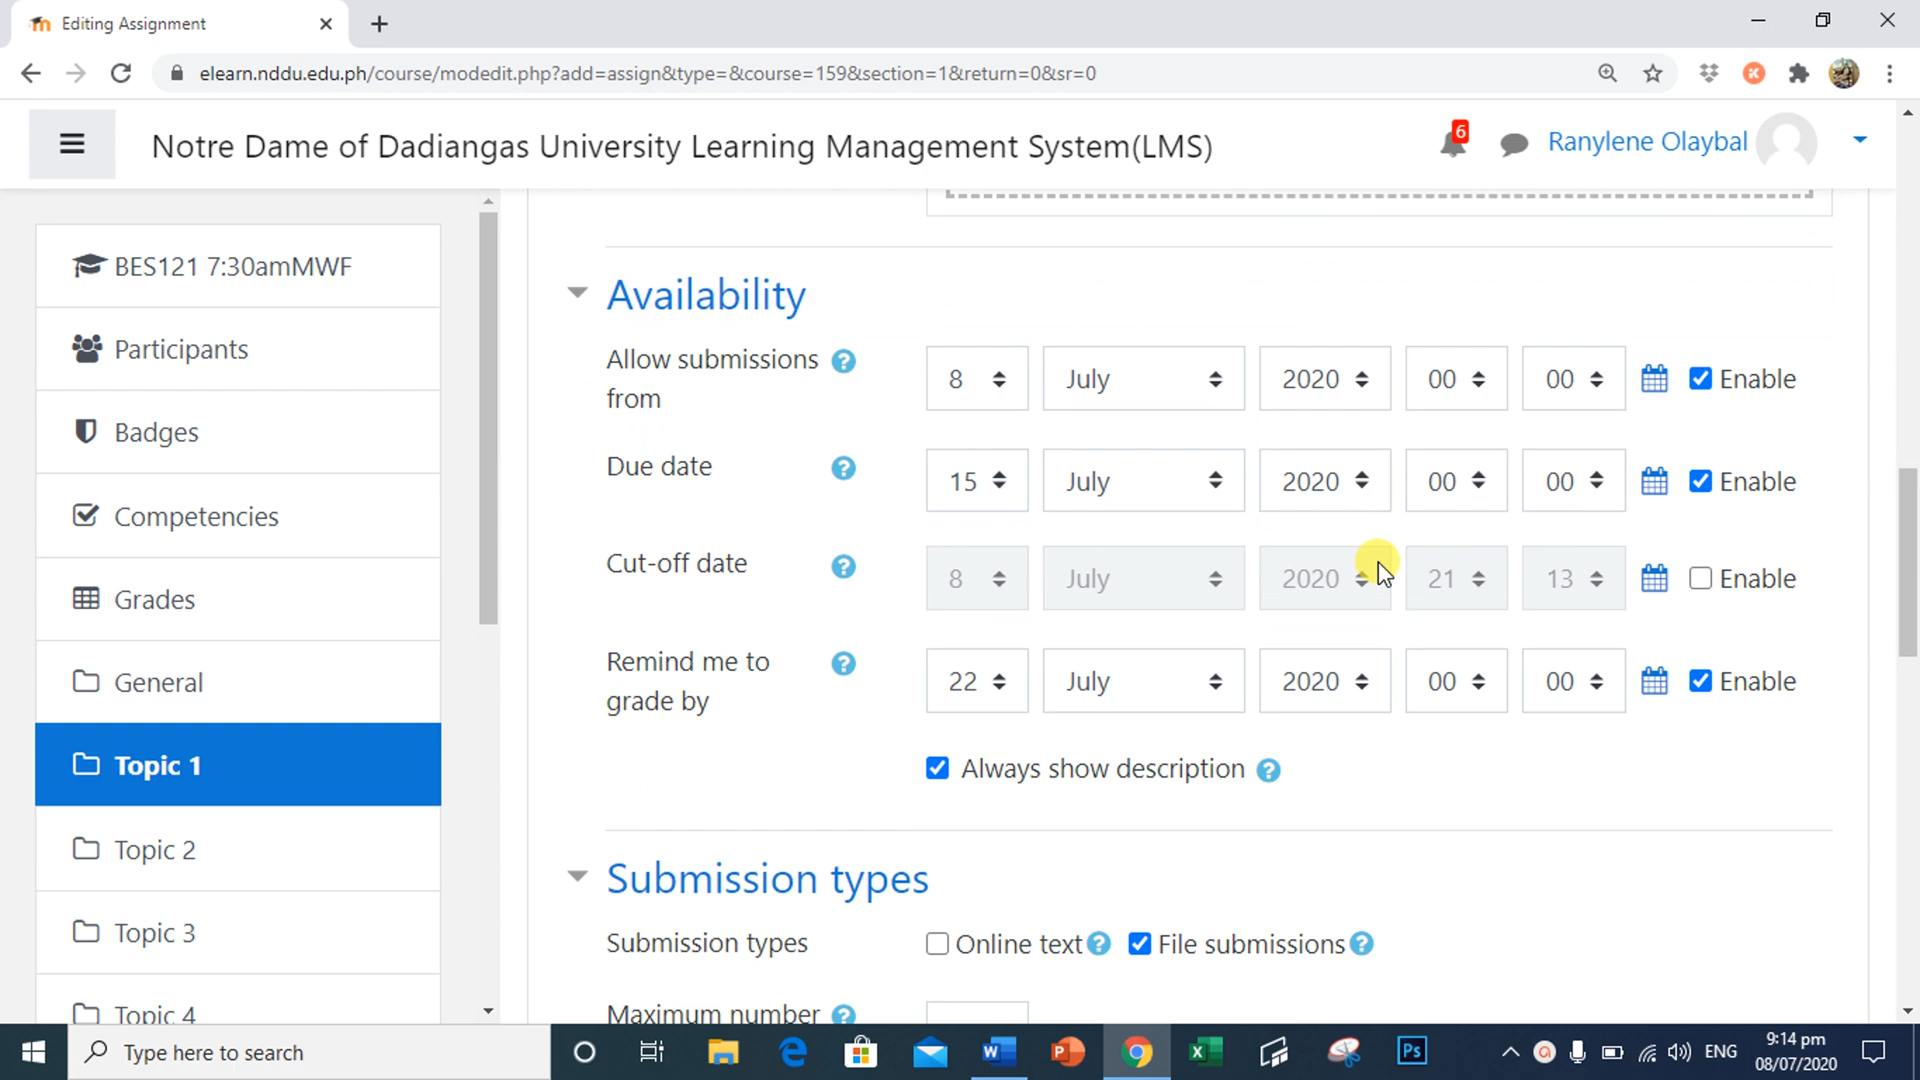 Editing Assignment
elearn.nddu.edu.ph/course/modedit.php?add=assign&type=&course=159&section=1&return=0&sr=0
Notre Dame of Dadiangas University Learning Management System(LMS)
6
Ranylene Olaybal
BES121 7:30amMWF
Participants
Badges
Competencies
Grades
General
Topic 1
Topic 2
Topic 3
Topic 4
Availability
Allow submissions from 8 July 2020 00 00 Enable
Due date 15 July 2020 00 00 Enable
Cut-off date 8 July 2020 21 13 Enable
Remind me to grade by 22 July 2020 00 00 Enable
Always show description
Submission types
Submission types Online text File submissions
Maximum number
Type here to search
ENG
9:14 pm
08/07/2020